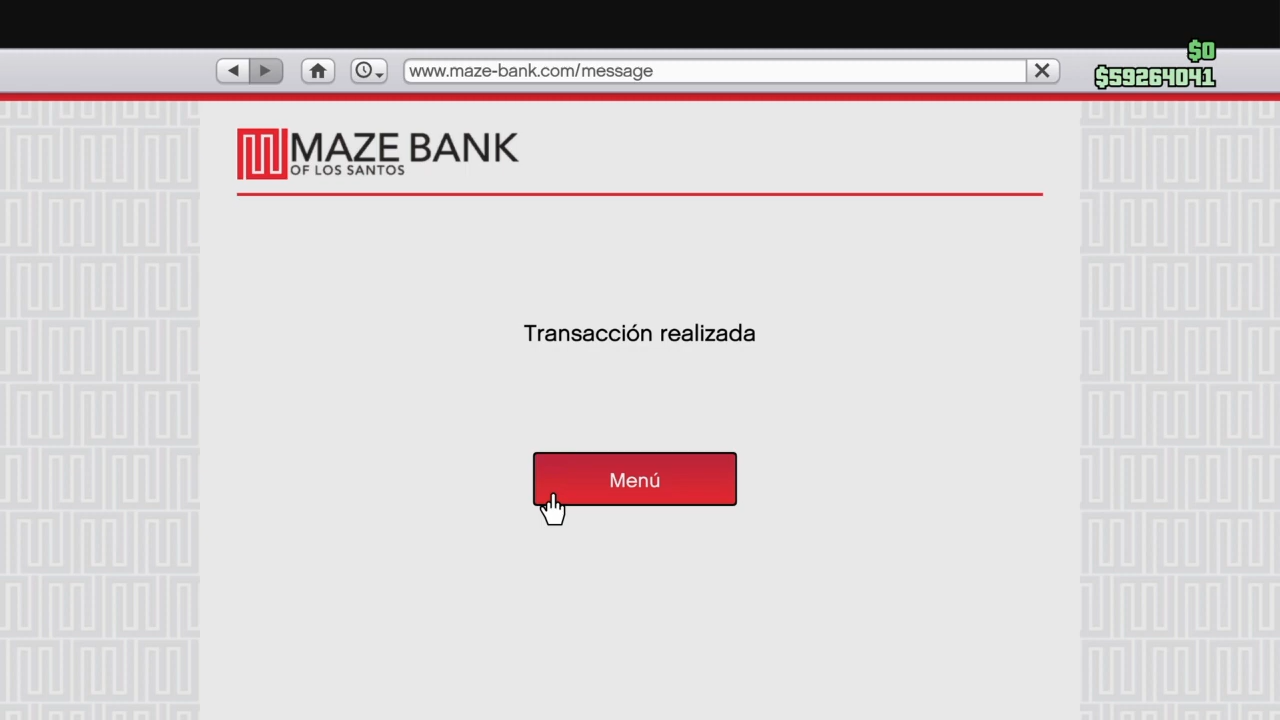 www.maze-bank.com/message
$0
$59264041
MAZE BANK
OF LOS SANTOS
Transacción realizada
Menú